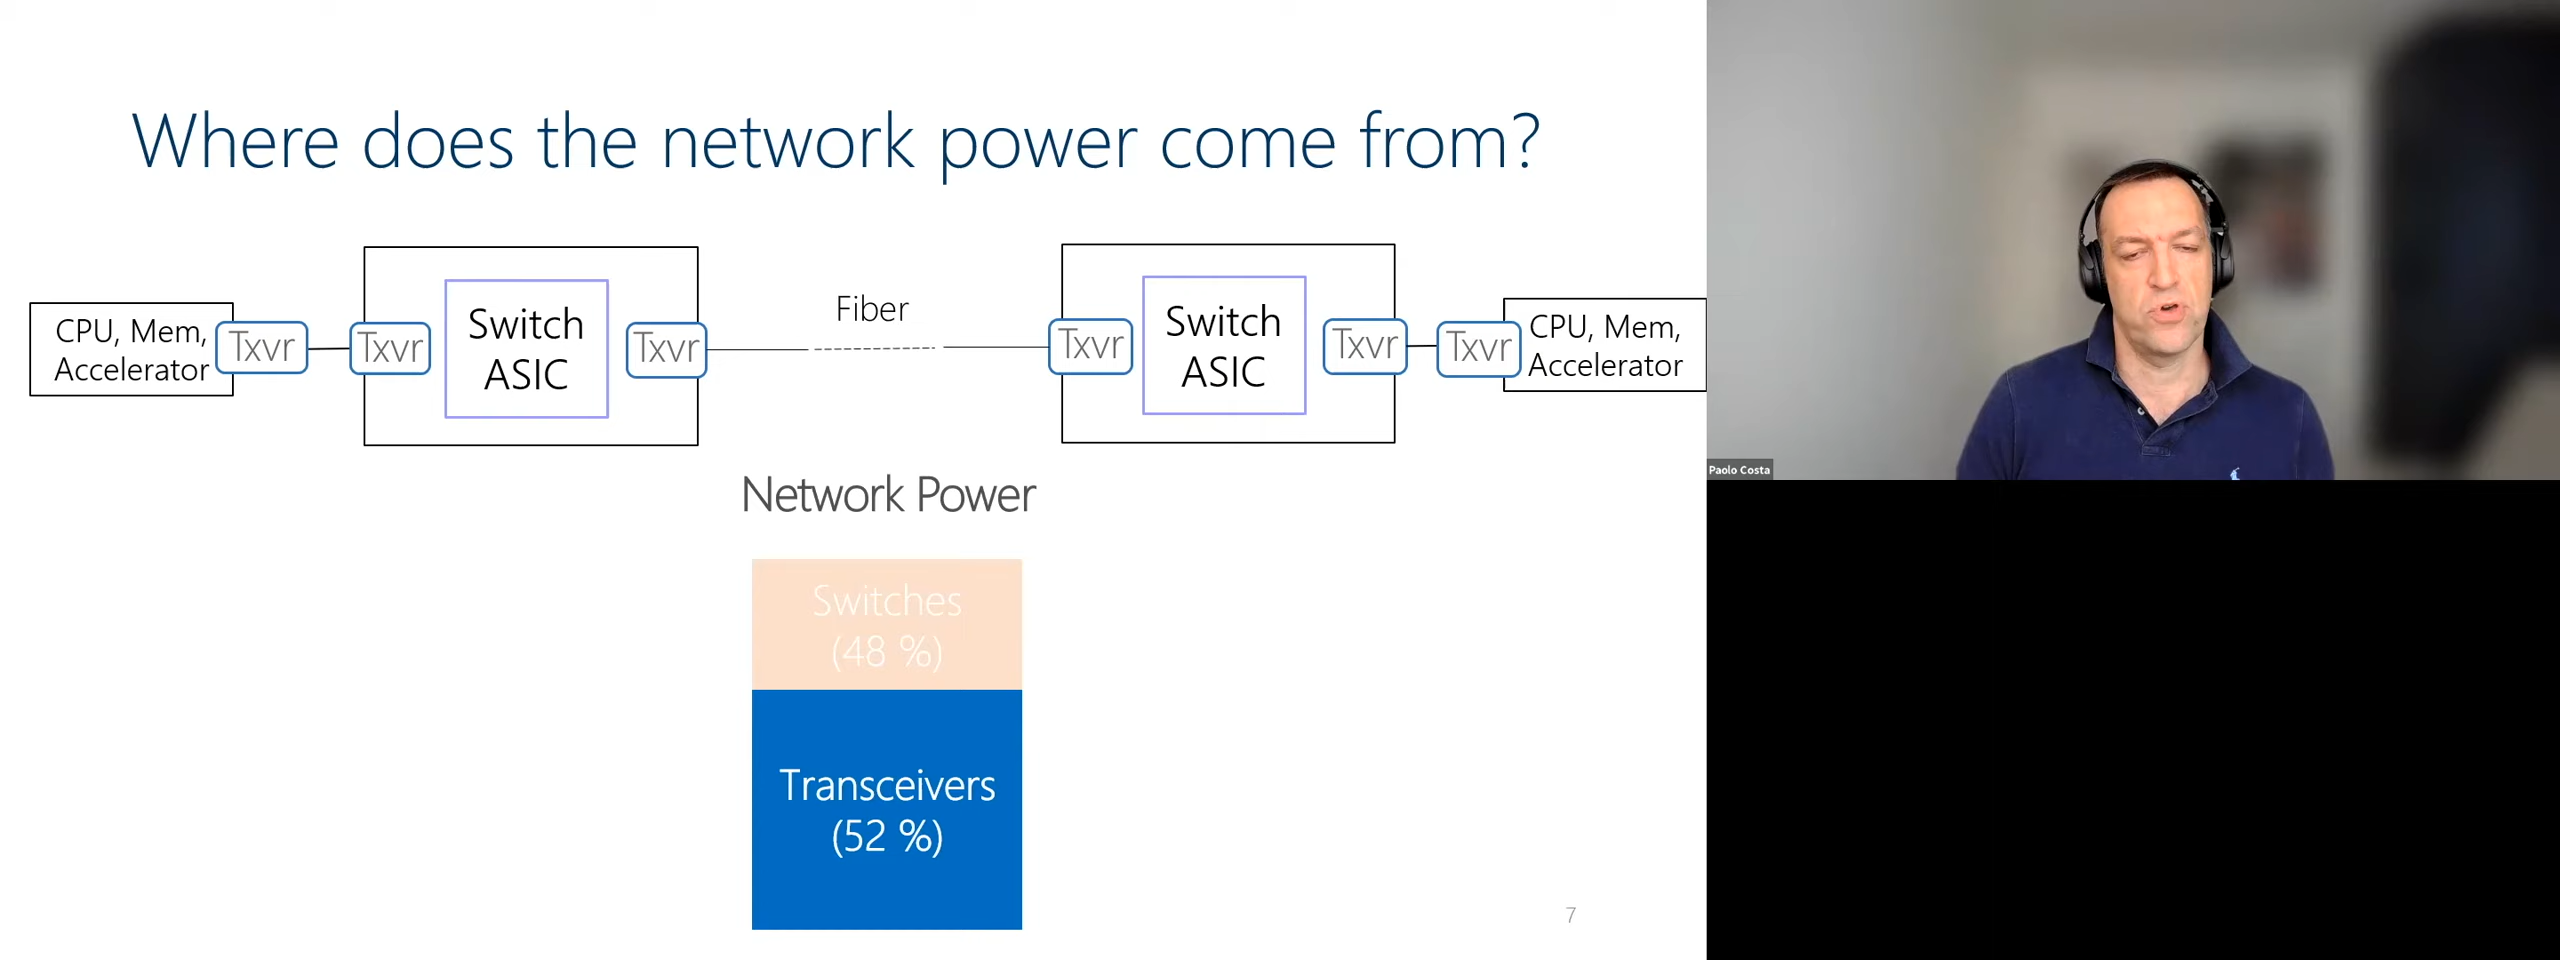 Where does the network power come from?
CPU, Mem,
Accelerator
Txvr
Txvr
Switch
ASIC
Txvr
Fiber
Txvr
Switch
ASIC
Txvr
Txvr
CPU, Mem,
Accelerator
Network Power
Switches
(48 %)
Transceivers
(52 %)
7
Paolo Costa